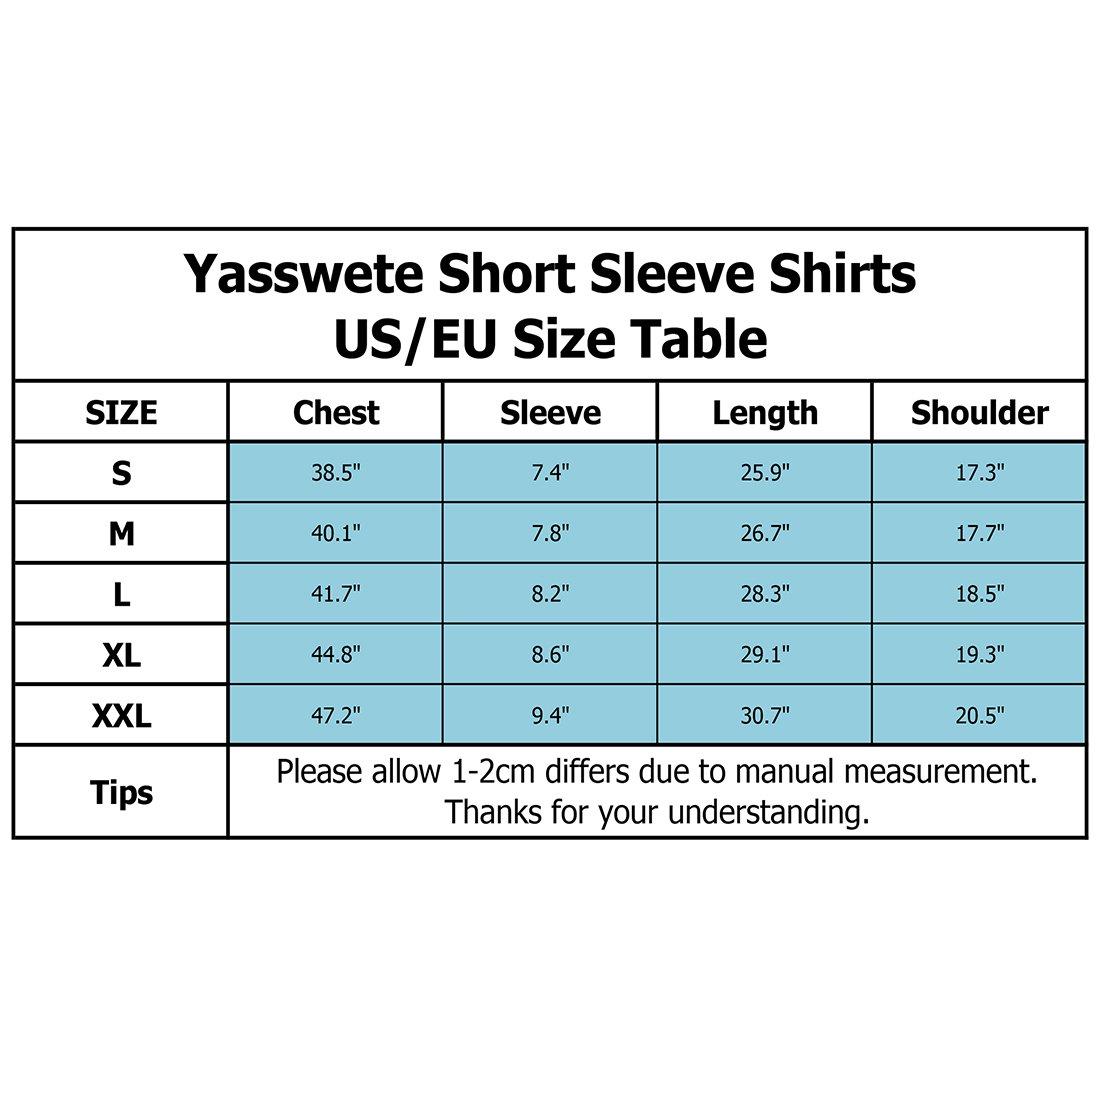 Yasswete Short Sleeve Shirts
US/EU Size Table
SIZE Chest Sleeve Length Shoulder
S 38.5" 7.4" 25.9" 17.3"
M 40.1" 7.8" 26.7" 17.7"
L 41.7" 8.2" 28.3" 18.5"
XL 44.8" 8.6" 29.1" 19.3"
XXL 47.2" 9.4" 30.7" 20.5"
Tips
Please allow 1-2cm differs due to manual measurement.
Thanks for your understanding.